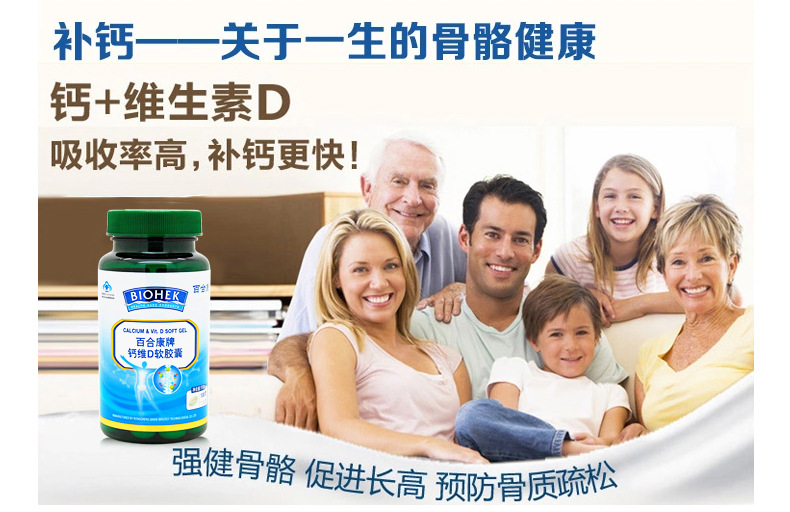 补钙——关于一生的骨骼健康
钙+维生素D
吸收率高，补钙更快！
BIOHEK
百合
CALCIUM & Vit. D SOFT GEL
百合康牌
钙维D软胶囊
强健骨骼 促进长高 预防骨质疏松